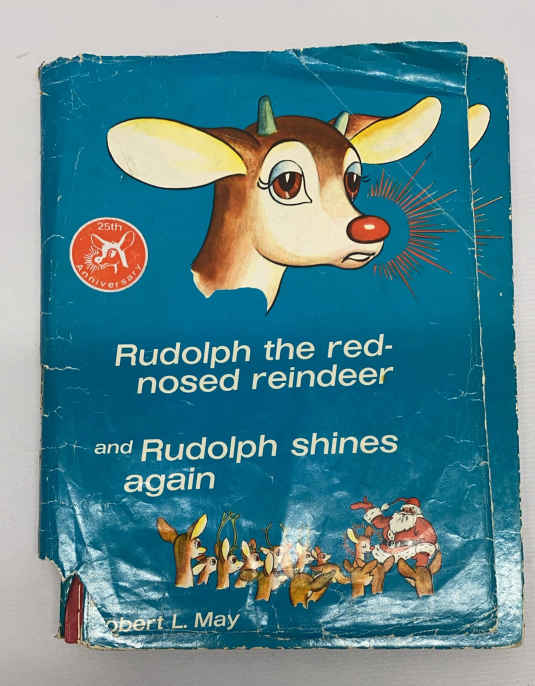 25th
Anniversary
Rudolph the red-
nosed reindeer
and Rudolph shines
again
obert L. May